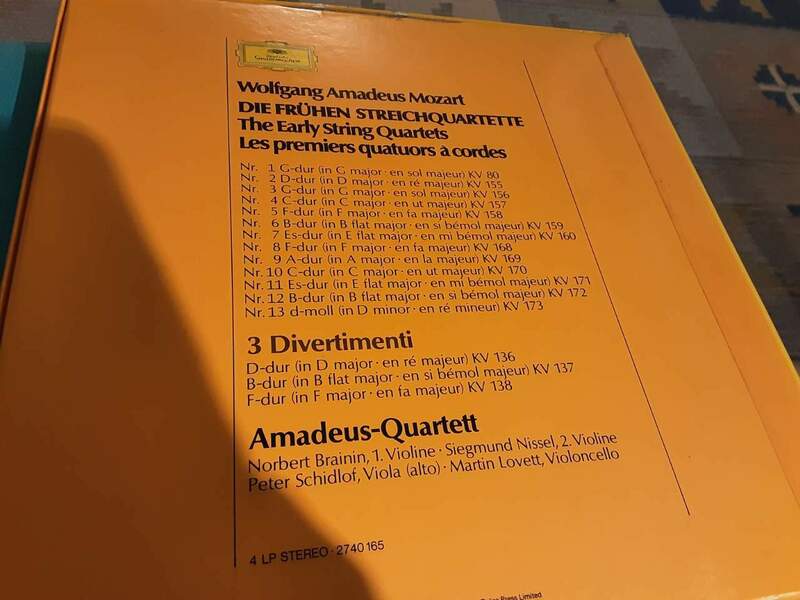 Deutsche
Grammophon
Wolfgang Amadeus Mozart
DIE FRÜHEN STREICHQUARTETTE
The Early String Quartets
Les premiers quatuors à cordes
Nr. 1 G-dur (in G major · en sol majeur) KV 80
Nr. 2 D-dur (in D major · en ré majeur) KV 155
Nr. 3 G-dur (in G major · en sol majeur) KV 156
Nr. 4 C-dur (in C major · en ut majeur) KV 157
Nr. 5 F-dur (in F major · en fa majeur) KV 158
Nr. 6 B-dur (in B flat major · en si bémol majeur) KV 159
Nr. 7 Es-dur (in E flat major · en mi bémol majeur) KV 160
Nr. 8 F-dur (in F major · en fa majeur) KV 168
Nr. 9 A-dur (in A major · en la majeur) KV 169
Nr. 10 C-dur (in C major · en ut majeur) KV 170
Nr. 11 Es-dur (in E flat major · en mi bémol majeur) KV 171
Nr. 12 B-dur (in B flat major · en si bémol majeur) KV 172
Nr. 13 d-moll (in D minor · en ré mineur) KV 173
3 Divertimenti
D-dur (in D major · en ré majeur) KV 136
B-dur (in B flat major · en si bémol majeur) KV 137
F-dur (in F major · en fa majeur) KV 138
Amadeus-Quartett
Norbert Brainin, 1. Violine · Siegmund Nissel, 2. Violine
Peter Schidlof, Viola (alto) · Martin Lovett, Violoncello
4 LP STEREO · 2740 165
Press Limited